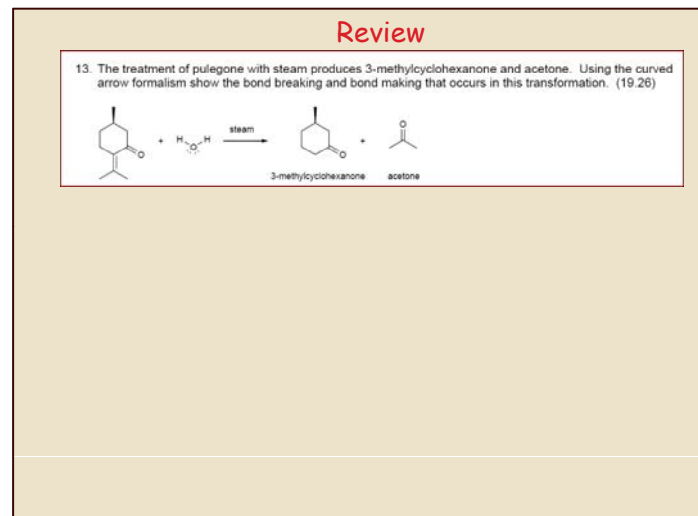 Review
13. The treatment of pulegone with steam produces 3-methylcyclohexanone and acetone. Using the curved
arrow formalism show the bond breaking and bond making that occurs in this transformation. (19.26)
O + H O H steam O + O
3-methylcyclohexanone acetone